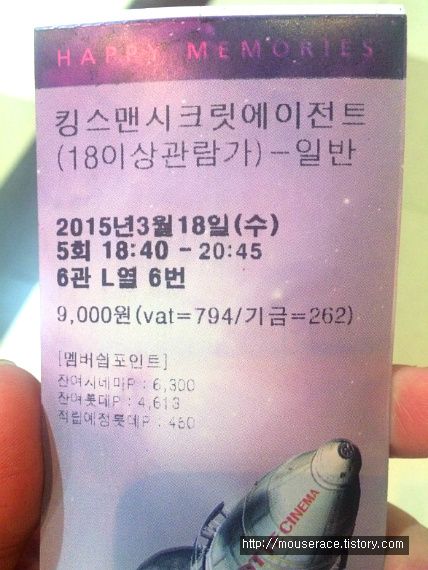 HAPPY MEMORIES
킹스맨시크릿에이전트
(18이상관람가)-일반
2015년3월18일(수)
5회 18:40 - 20:45
6관 L열 6번
9,000원(vat=794/기금=262)
[멤버쉽포인트]
잔여시네마P : 6,300
잔여롯데P : 4,613
적립예정롯데P : 460
CINEMA
http://mouserace.tistory.com